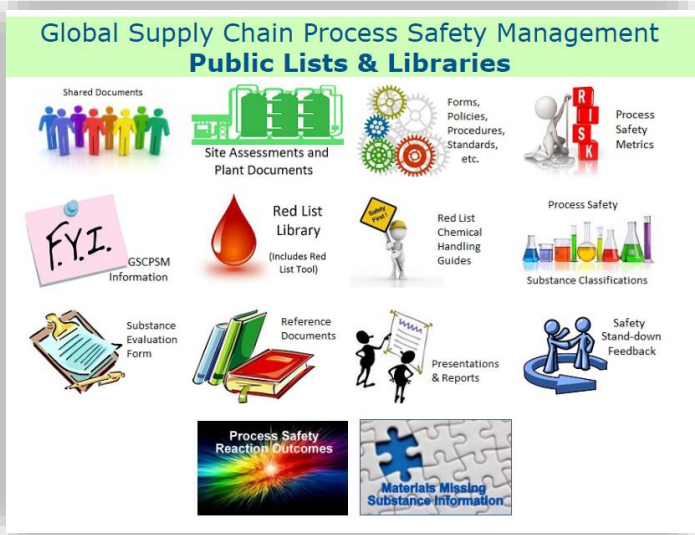 Global Supply Chain Process Safety Management
Public Lists & Libraries
Shared Documents
Site Assessments and
Plant Documents
Forms,
Policies,
Procedures,
Standards,
etc.
RISK
Process
Safety
Metrics
F.Y.I.
GSCPSM
Information
Red List
Library
(Includes Red
List Tool)
Safety
First!
Red List
Chemical
Handling
Guides
Process Safety
Substance Classifications
Substance
Evaluation
Form
Reference
Documents
Presentations
& Reports
Safety
Stand-down
Feedback
Process Safety
Reaction Outcomes
Materials Missing
Substance Information